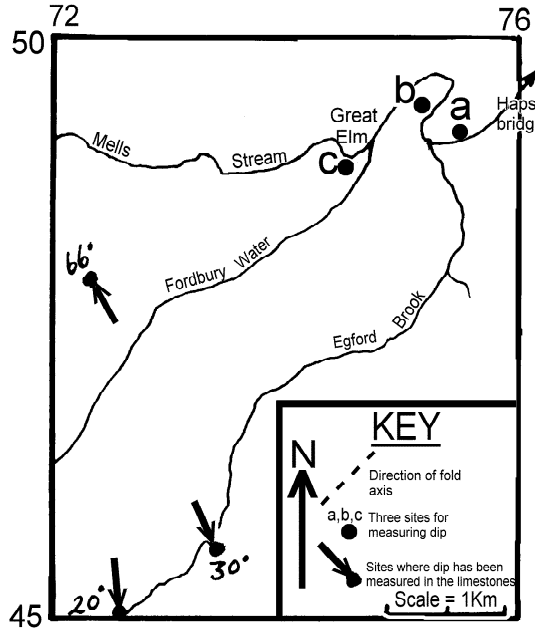 72
76
50
b
a
Haps
bridg
Great
Elm
C
Mells
Stream
66°
Fordbury Water
Egford Brook
KEY
N
Direction of fold
axis
a,b,c
Three sites for
measuring dip
30°
Sites where dip has been
measured in the limestones
20°
45
Scale = 1Km